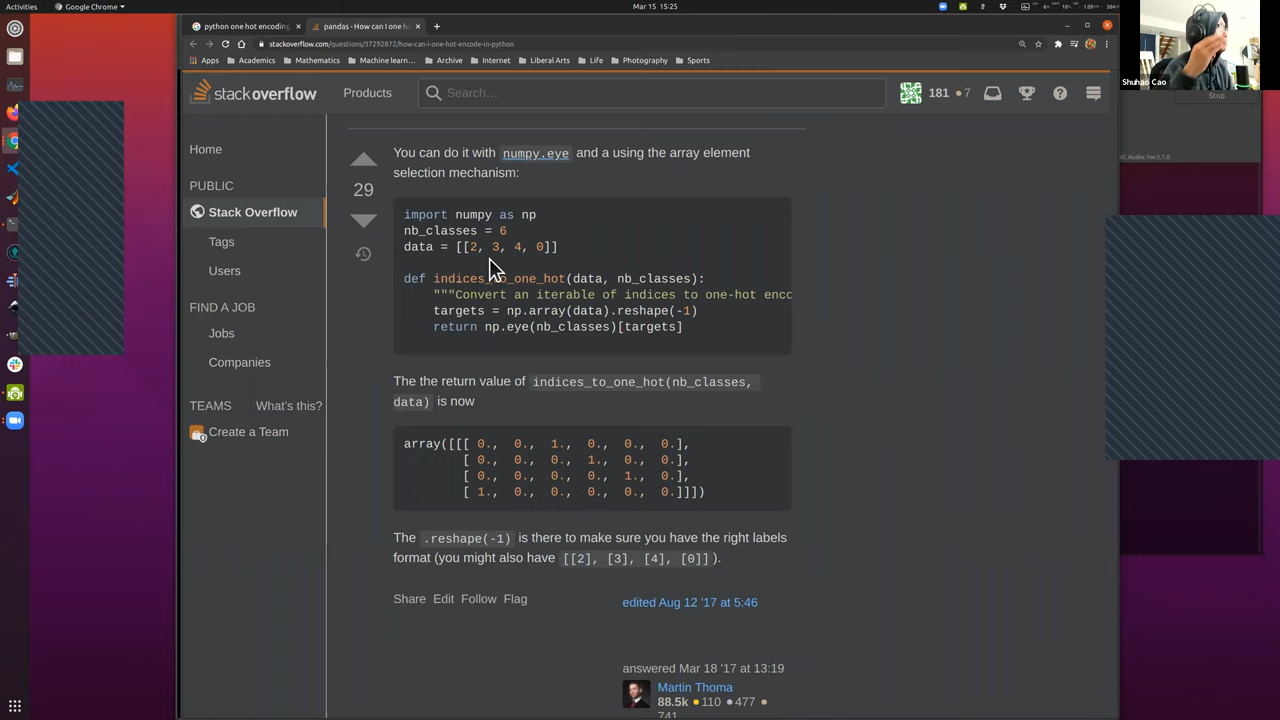 Activities
Google Chrome
Mar 15 15:25
python one hot encoding
pandas - How can I one h
stackoverflow.com/questions/37292872/how-can-i-one-hot-encode-in-python
Apps
Academics
Mathematics
Machine learn...
Archive
Internet
Liberal Arts
Life
Photography
Sports
Shuhao Cao
Stop
stackoverflow
Products
Search...
181
7
Home
PUBLIC
Stack Overflow
Tags
Users
FIND A JOB
Jobs
Companies
TEAMS
What's this?
Create a Team
You can do it with numpy.eye and a using the array element
selection mechanism:
29
import numpy as np
nb_classes = 6
data = [[2, 3, 4, 0]]
def indices_to_one_hot(data, nb_classes):
"""Convert an iterable of indices to one-hot enco
targets = np.array(data).reshape(-1)
return np.eye(nb_classes)[targets]
The the return value of indices_to_one_hot(nb_classes,
data) is now
array([[[ 0., 0., 1., 0., 0., 0.],
[ 0., 0., 0., 1., 0., 0.],
[ 0., 0., 0., 0., 1., 0.],
[ 1., 0., 0., 0., 0., 0.]]])
The .reshape(-1) is there to make sure you have the right labels
format (you might also have [[2], [3], [4], [0]]).
Share Edit Follow Flag
edited Aug 12 '17 at 5:46
answered Mar 18 '17 at 13:19
Martin Thoma
88.5k 110 477
741